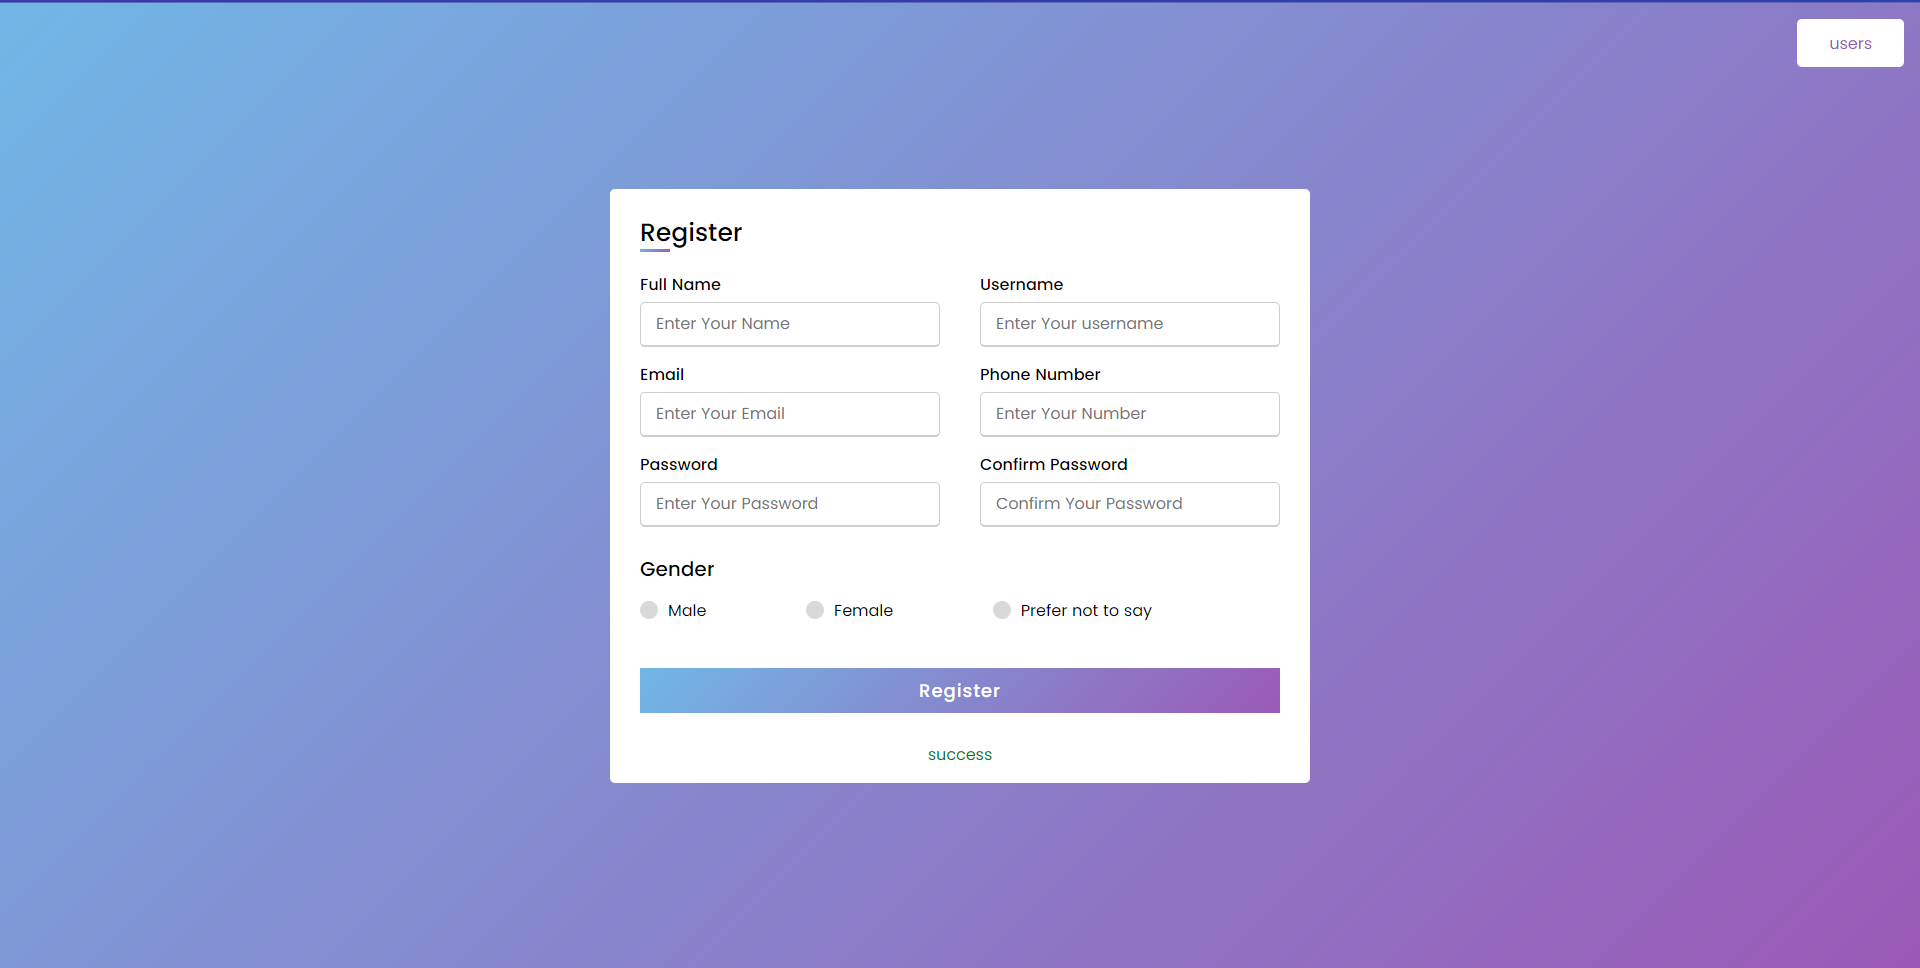 users
Register
Full Name
Username
Enter Your Name
Enter Your username
Email
Phone Number
Enter Your Email
Enter Your Number
Password
Confirm Password
Enter Your Password
Confirm Your Password
Gender
Male
Female
Prefer not to say
Register
success